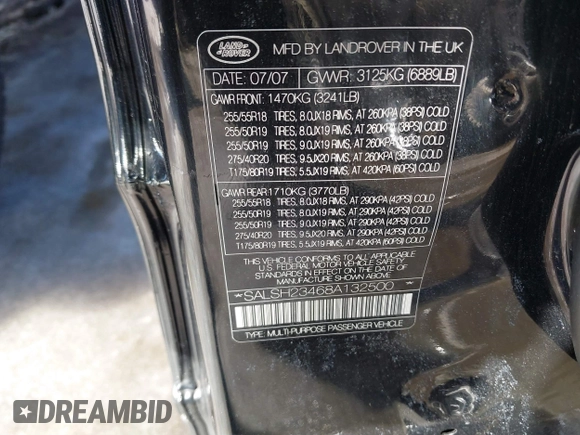 LAND
ROVER
MFD BY LANDROVER IN THE UK
DATE: 07/07 GVWR: 3125KG (6889LB)
GAWR FRONT: 1470KG (3241LB)
255/55R18 TIRES, 8.0JX18 RIMS, AT 260KPA (38PSI) COLD
255/50R19 TIRES, 8.0JX19 RIMS, AT 260KPA (38PSI) COLD
255/50R19 TIRES, 9.0JX19 RIMS, AT 260KPA (38PSI) COLD
275/40R20 TIRES, 9.5JX20 RIMS, AT 260KPA (38PSI) COLD
T175/80R19 TIRES, 5.5JX19 RIMS, AT 420KPA (60PSI) COLD
GAWR REAR: 1710KG (3770LB)
255/55R18 TIRES, 8.0JX18 RIMS, AT 290KPA (42PSI) COLD
255/50R19 TIRES, 8.0JX19 RIMS, AT 290KPA (42PSI) COLD
255/50R19 TIRES, 9.0JX19 RIMS, AT 290KPA (42PSI) COLD
275/40R20 TIRES, 9.5JX20 RIMS, AT 290KPA (42PSI) COLD
T175/80R19 TIRES, 5.5JX19 RIMS, AT 420KPA (60PSI) COLD
THIS VEHICLE CONFORMS TO ALL APPLICABLE
U.S. FEDERAL MOTOR VEHICLE SAFETY
STANDARDS IN EFFECT ON THE DATE OF
MANUFACTURE SHOWN ABOVE.
*SALSH23468A132500*
TYPE: MULTI-PURPOSE PASSENGER VEHICLE
DREAMBID